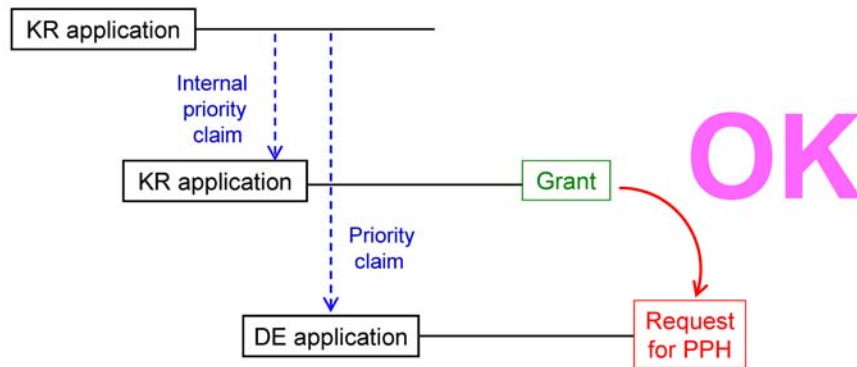 KR application
Internal
priority
claim
OK
KR application
Grant
Priority
claim
DE application
Request
for PPH